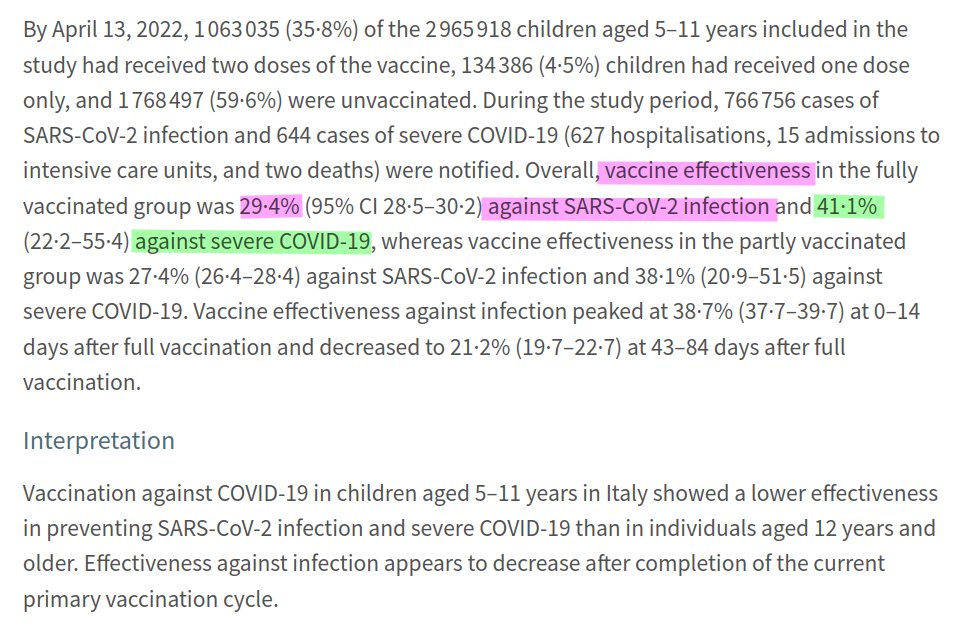 By April 13, 2022, 1 063 035 (35·8%) of the 2 965 918 children aged 5–11 years included in the
study had received two doses of the vaccine, 134 386 (4·5%) children had received one dose
only, and 1 768 497 (59·6%) were unvaccinated. During the study period, 766 756 cases of
SARS-CoV-2 infection and 644 cases of severe COVID-19 (627 hospitalisations, 15 admissions to
intensive care units, and two deaths) were notified. Overall, vaccine effectiveness in the fully
vaccinated group was 29·4% (95% CI 28·5–30·2) against SARS-CoV-2 infection and 41·1%
(22·2–55·4) against severe COVID-19, whereas vaccine effectiveness in the partly vaccinated
group was 27·4% (26·4–28·4) against SARS-CoV-2 infection and 38·1% (20·9–51·5) against
severe COVID-19. Vaccine effectiveness against infection peaked at 38·7% (37·7–39·7) at 0–14
days after full vaccination and decreased to 21·2% (19·7–22·7) at 43–84 days after full
vaccination.
Interpretation
Vaccination against COVID-19 in children aged 5–11 years in Italy showed a lower effectiveness
in preventing SARS-CoV-2 infection and severe COVID-19 than in individuals aged 12 years and
older. Effectiveness against infection appears to decrease after completion of the current
primary vaccination cycle.